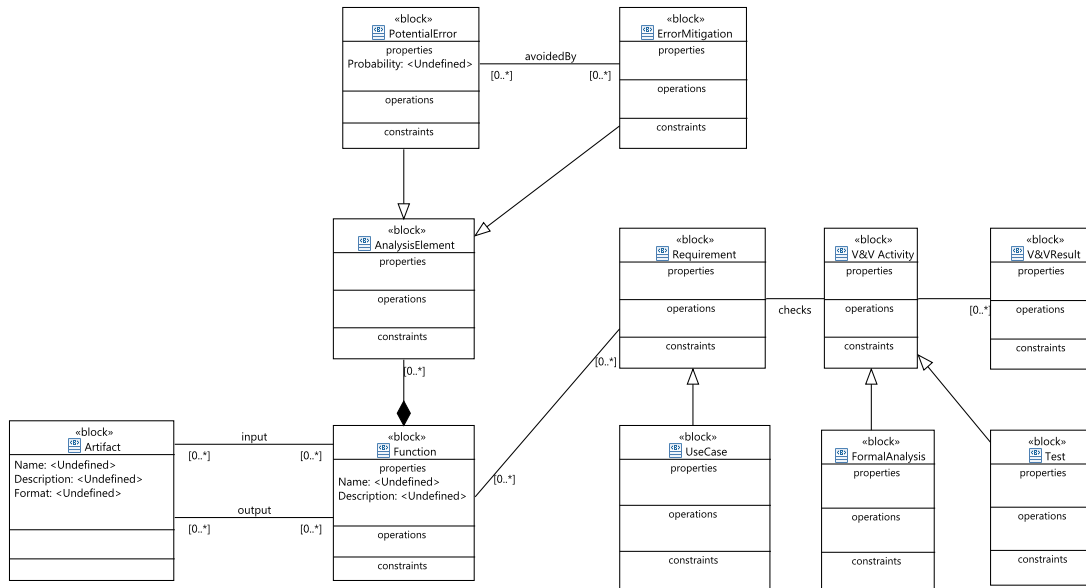 «block»
PotentialError
properties
Probability: <Undefined>
operations
constraints
avoidedBy
[0..*]
[0..*]
«block»
ErrorMitigation
properties
operations
constraints
«block»
AnalysisElement
properties
operations
constraints
[0..*]
«block»
Requirement
properties
operations
constraints
[0..*]
checks
«block»
V&V Activity
properties
operations
constraints
[0..*]
«block»
V&VResult
properties
operations
constraints
«block»
Artifact
Name: <Undefined>
Description: <Undefined>
Format: <Undefined>
input
[0..*]
[0..*]
output
[0..*]
[0..*]
«block»
Function
properties
Name: <Undefined>
Description: <Undefined>
operations
constraints
[0..*]
«block»
UseCase
properties
operations
constraints
«block»
FormalAnalysis
properties
operations
constraints
«block»
Test
properties
operations
constraints